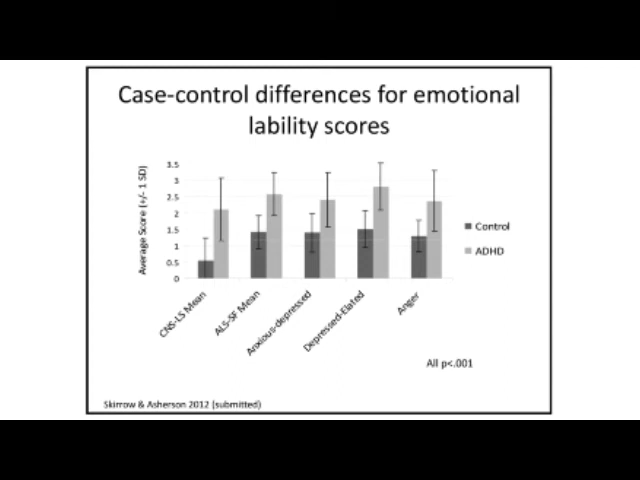 Case-control differences for emotional
lability scores
Average Score (+/- 1 SD)
3.5
3
2.5
2
1.5
1
0.5
0
CNS-LS Mean
ALS-SF Mean
Anxious-depressed
Depressed-Elated
Anger
Control
ADHD
All p<.001
Skirrow & Asherson 2012 (submitted)